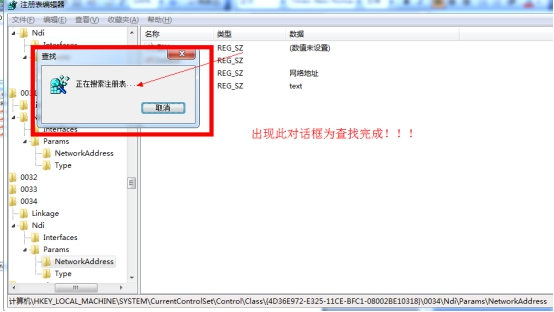 注册表编辑器
文件(F) 编辑(E) 查看(V) 收藏夹(A) 帮助(H)
Ndi
Interfaces
名称 类型 数据
REG_SZ (数值未设置)
REG_SZ
REG_SZ 网络地址
REG_SZ text
查找
正在搜索注册表...
取消
出现此对话框为查找完成！！！
Interfaces
Params
NetworkAddress
Type
0032
0033
0034
Linkage
Ndi
Interfaces
Params
NetworkAddress
Type
计算机\HKEY_LOCAL_MACHINE\SYSTEM\CurrentControlSet\Control\Class\{4D36E972-E325-11CE-BFC1-08002BE10318}\0034\Ndi\Params\NetworkAddress